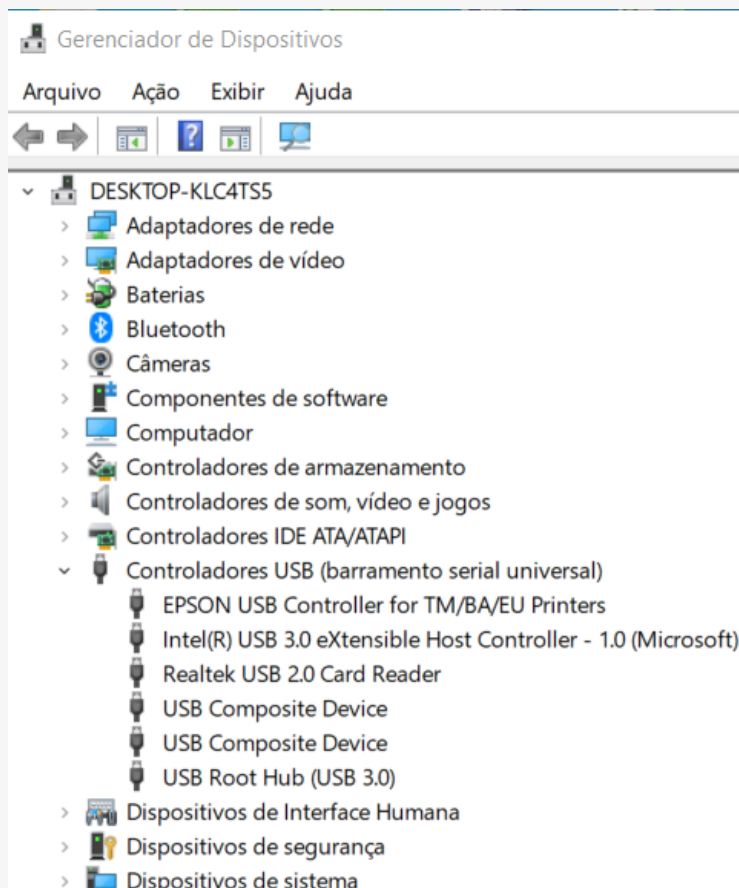 Gerenciador de Dispositivos
Arquivo Ação Exibir Ajuda
DESKTOP-KLC4TS5
Adaptadores de rede
Adaptadores de vídeo
Baterias
Bluetooth
Câmeras
Componentes de software
Computador
Controladores de armazenamento
Controladores de som, vídeo e jogos
Controladores IDE ATA/ATAPI
Controladores USB (barramento serial universal)
EPSON USB Controller for TM/BA/EU Printers
Intel(R) USB 3.0 eXtensible Host Controller - 1.0 (Microsoft)
Realtek USB 2.0 Card Reader
USB Composite Device
USB Composite Device
USB Root Hub (USB 3.0)
Dispositivos de Interface Humana
Dispositivos de segurança
Dispositivos de sistema